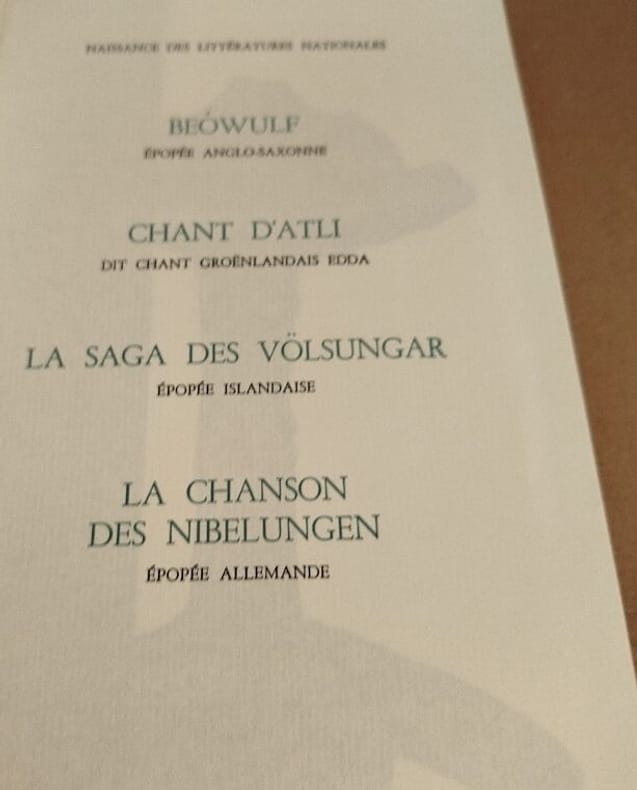 NAISSANCE DES LITTÉRATURES NATIONALES
BEÓWULF
ÉPOPÉE ANGLO-SAXONNE
CHANT D'ATLI
DIT CHANT GROËNLANDAIS EDDA
LA SAGA DES VÖLSUNGAR
ÉPOPÉE ISLANDAISE
LA CHANSON
DES NIBELUNGEN
ÉPOPÉE ALLEMANDE